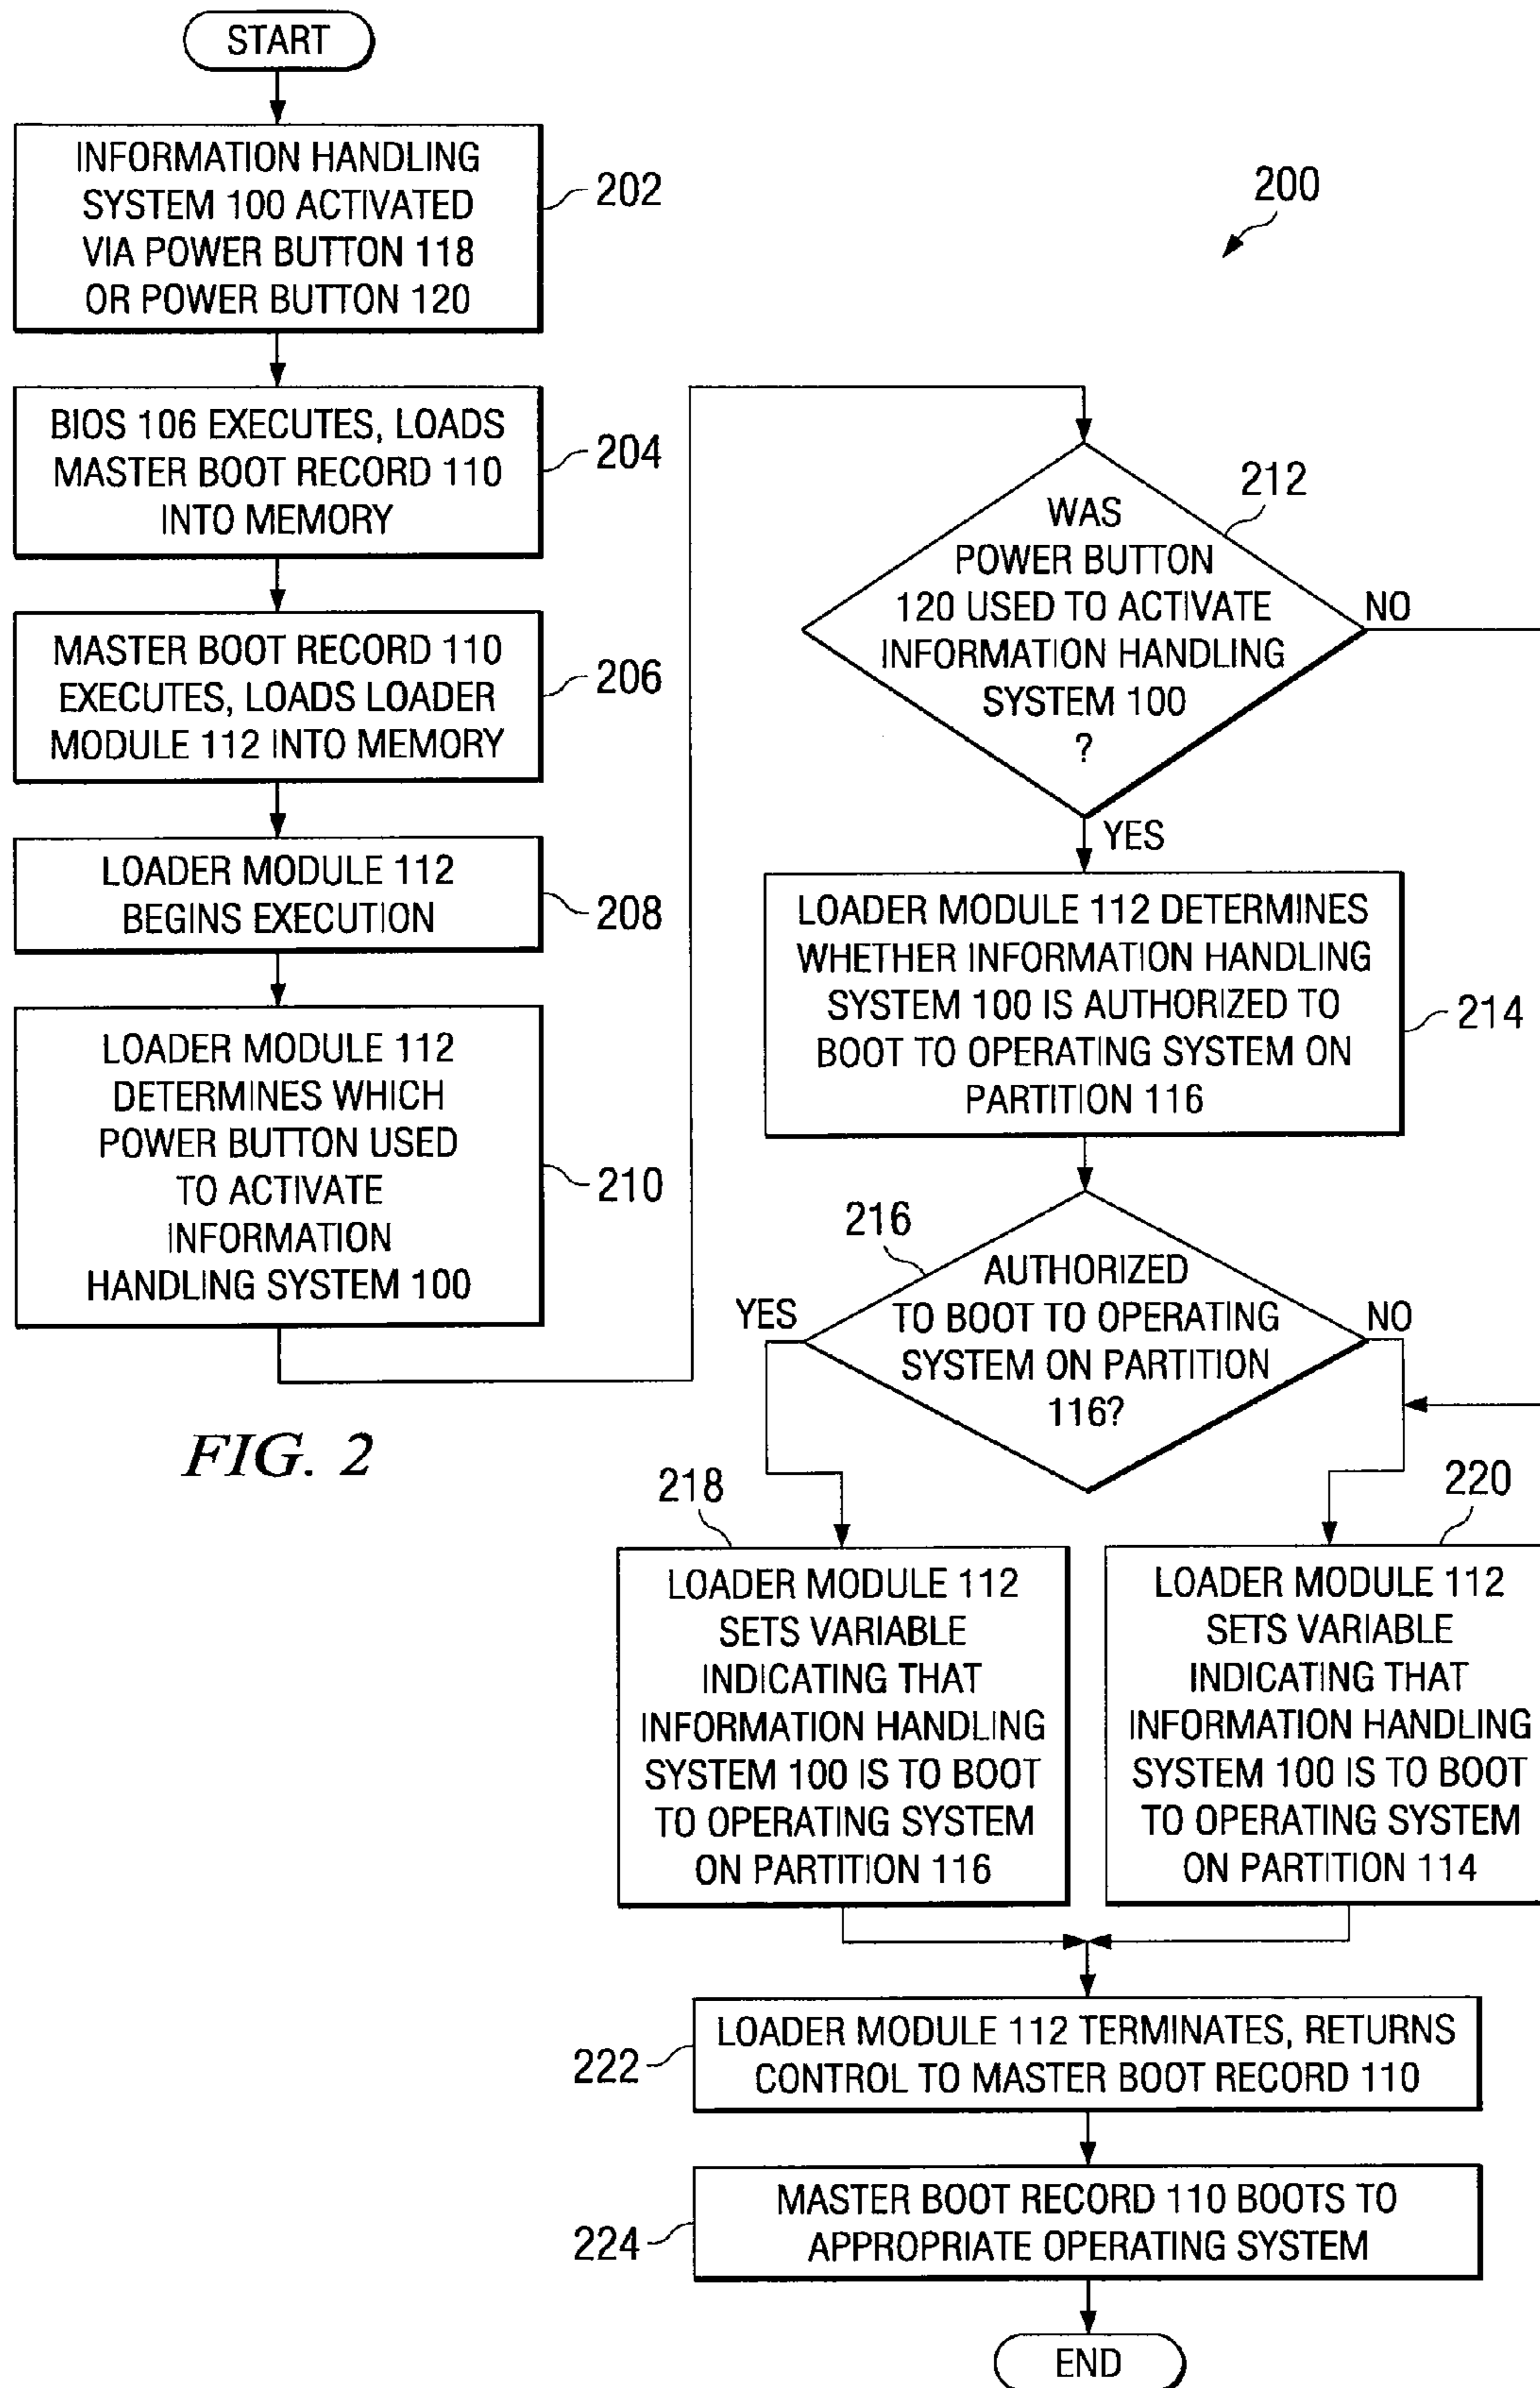 START
INFORMATION HANDLING
SYSTEM 100 ACTIVATED
VIA POWER BUTTON 118
OR POWER BUTTON 120
202
BIOS 106 EXECUTES, LOADS
MASTER BOOT RECORD 110
INTO MEMORY
204
MASTER BOOT RECORD 110
EXECUTES, LOADS LOADER
MODULE 112 INTO MEMORY
206
LOADER MODULE 112
BEGINS EXECUTION
208
LOADER MODULE 112
DETERMINES WHICH
POWER BUTTON USED
TO ACTIVATE
INFORMATION
HANDLING SYSTEM 100
210
FIG. 2
200
212
WAS
POWER BUTTON
120 USED TO ACTIVATE
INFORMATION HANDLING
SYSTEM 100
?
NO
YES
LOADER MODULE 112 DETERMINES
WHETHER INFORMATION HANDLING
SYSTEM 100 IS AUTHORIZED TO
BOOT TO OPERATING SYSTEM ON
PARTITION 116
214
216
AUTHORIZED
TO BOOT TO OPERATING
SYSTEM ON PARTITION
116?
YES
NO
218
LOADER MODULE 112
SETS VARIABLE
INDICATING THAT
INFORMATION HANDLING
SYSTEM 100 IS TO BOOT
TO OPERATING SYSTEM
ON PARTITION 116
220
LOADER MODULE 112
SETS VARIABLE
INDICATING THAT
INFORMATION HANDLING
SYSTEM 100 IS TO BOOT
TO OPERATING SYSTEM
ON PARTITION 114
LOADER MODULE 112 TERMINATES, RETURNS
CONTROL TO MASTER BOOT RECORD 110
222
MASTER BOOT RECORD 110 BOOTS TO
APPROPRIATE OPERATING SYSTEM
224
END